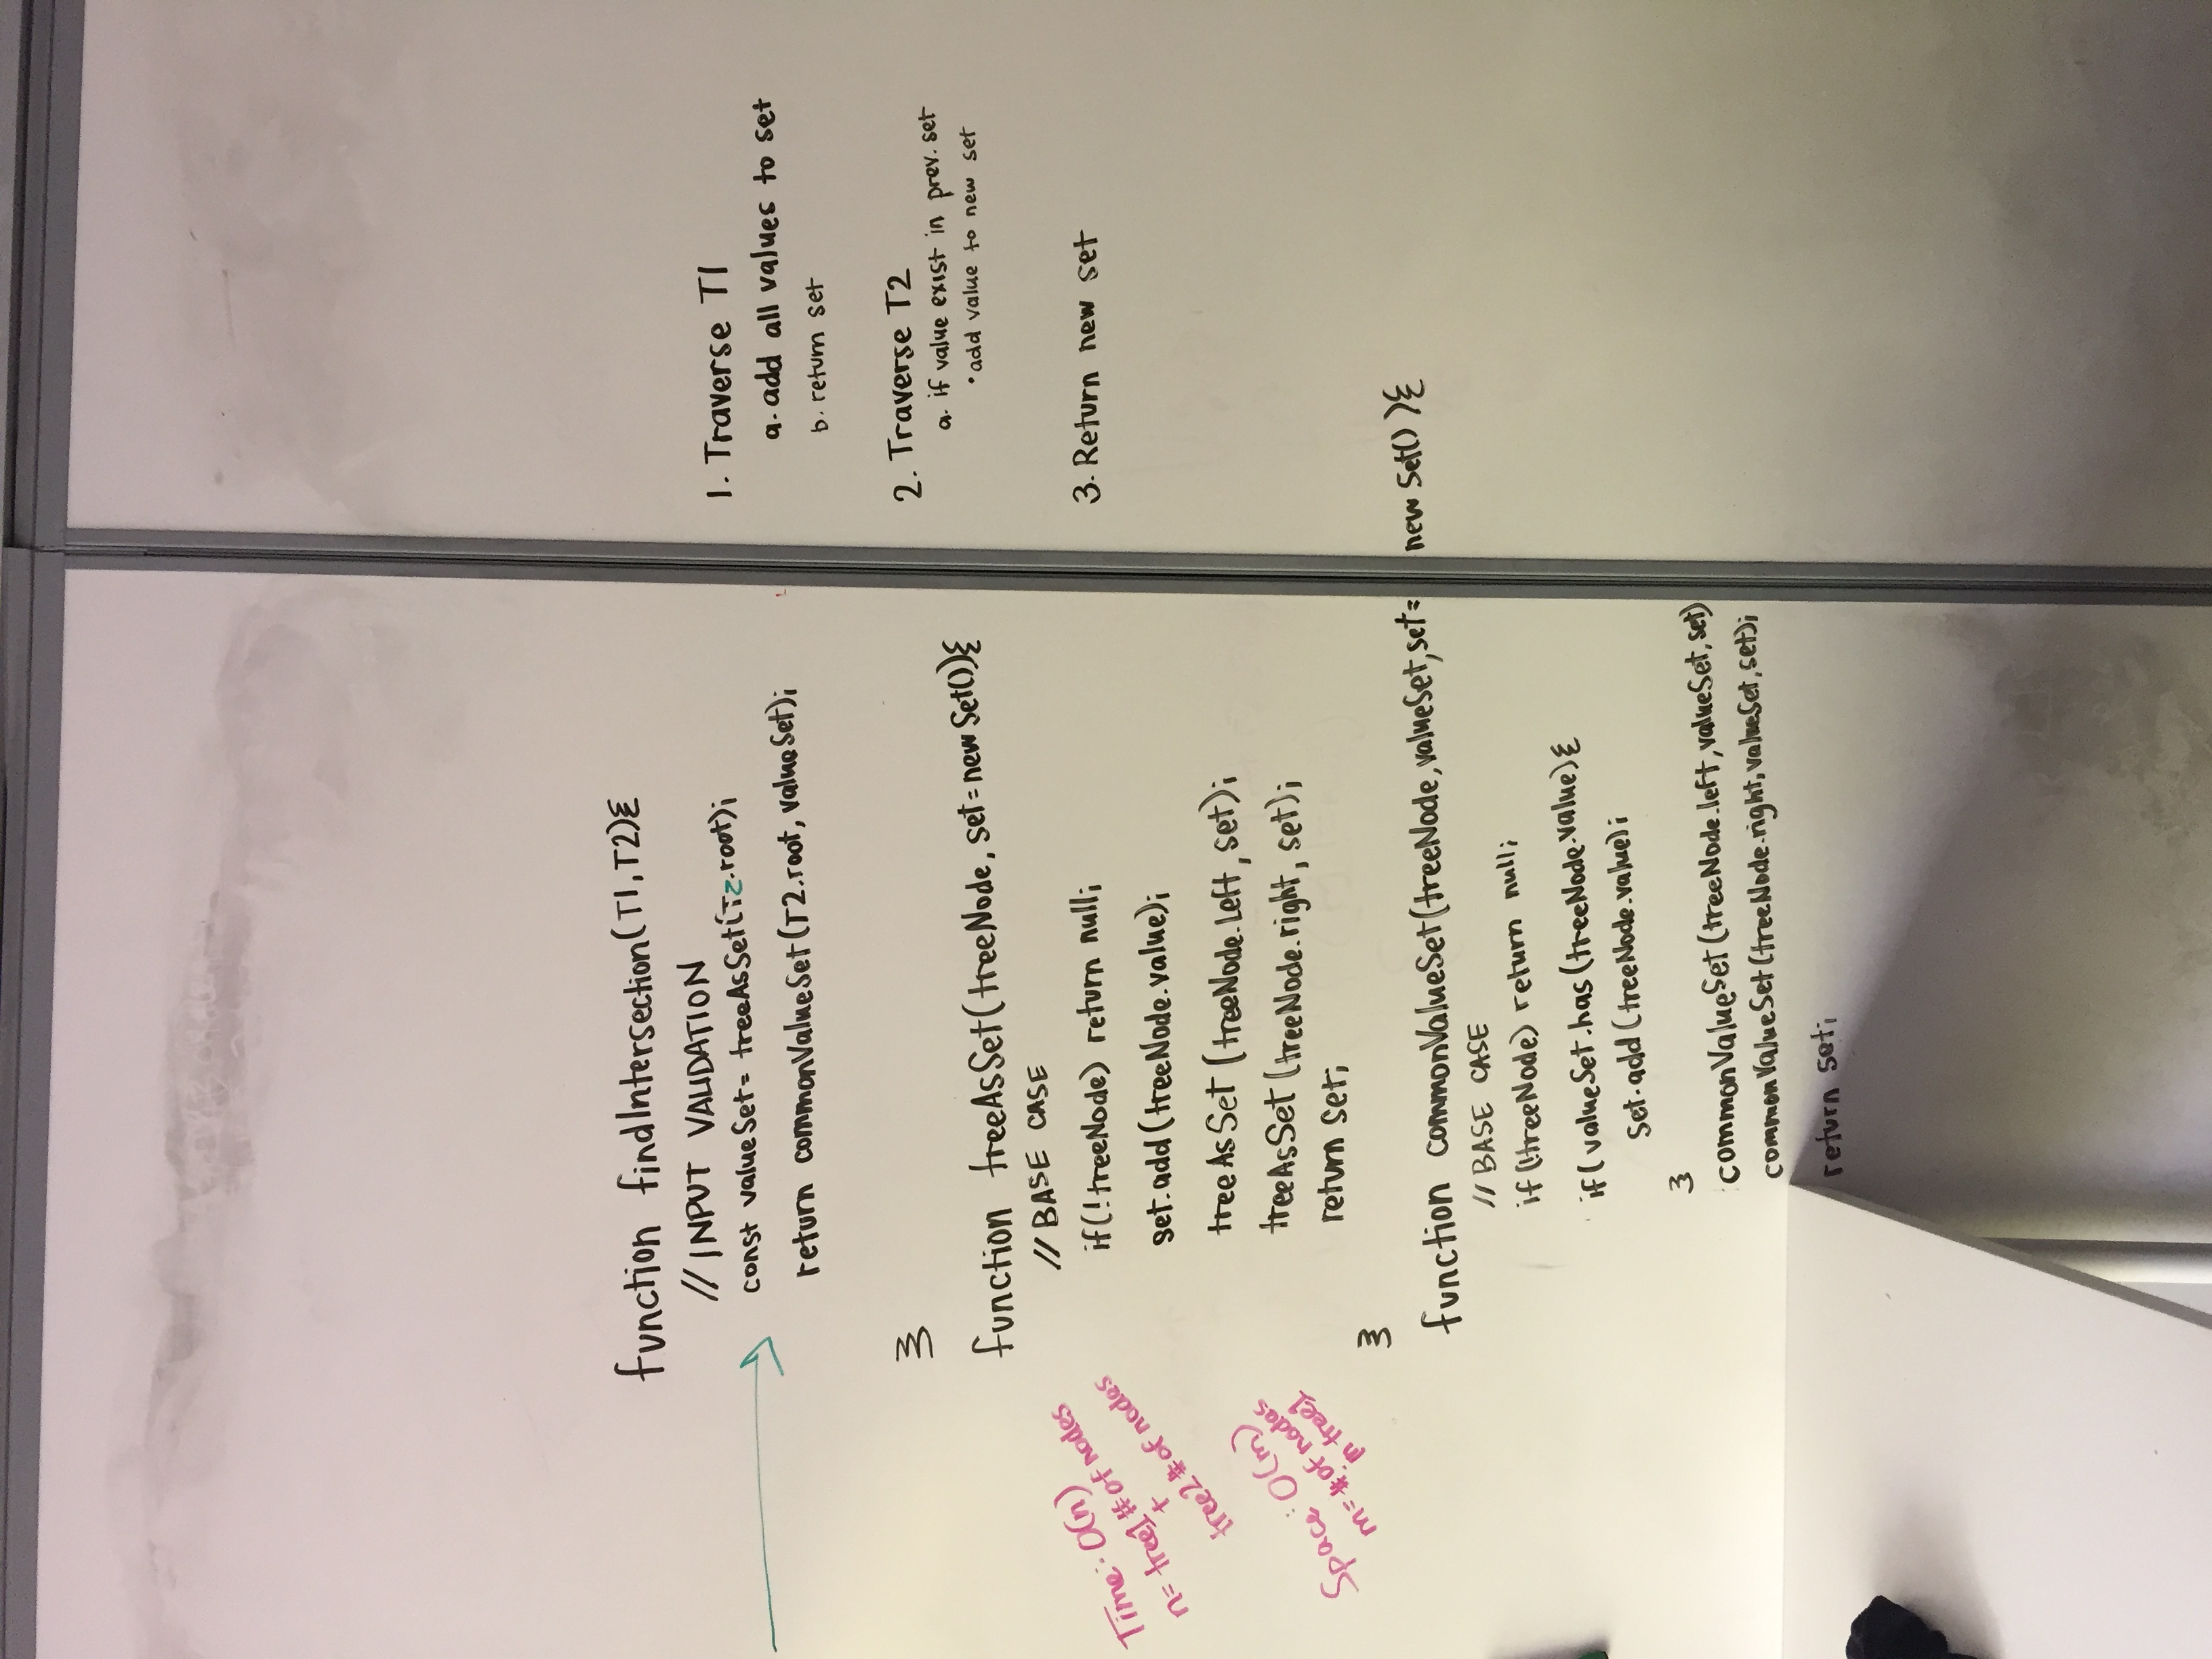 function findIntersection(T1,T2){
// INPUT VALIDATION
const valueSet= treeAsSet(T2.root);
return commonValueSet(T2.root, valueSet);
}
function treeAsSet(treeNode, set=new Set()){
// BASE CASE
if(!treeNode) return null;
set.add(treeNode.value);
treeAsSet (treeNode.Left, set);
treeAsSet (treeNode.right, set);
return set;
}
function commonValueSet(treeNode,valueSet,set= new Set() ){
// BASE CASE
if(!treeNode) return null;
if(valueSet.has(treeNode.value){
set.add(treeNode.value);
}
commonValueSet(treeNode.left,valueSet,set)
commonValueSet(treeNode.right,valueSet,set);
return set;
Time: O(n)
n= tree1 # of nodes
+
tree2 # of nodes
Space: O(m)
m= # of nodes
in tree1
1. Traverse T1
a. add all values to set
b. return set
2. Traverse T2
a. if value exist in prev. set
• add value to new set
3. Return new set